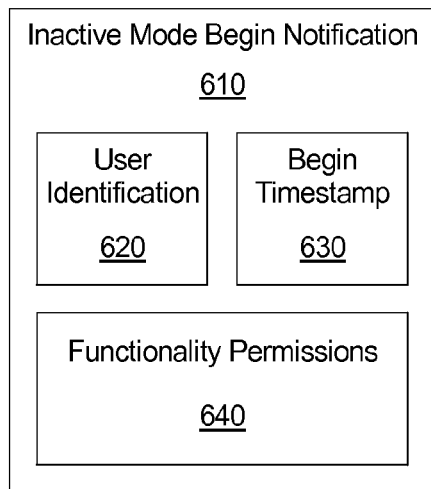 Inactive Mode Begin Notification
610
User
Identification
620
Begin
Timestamp
630
Functionality Permissions
640